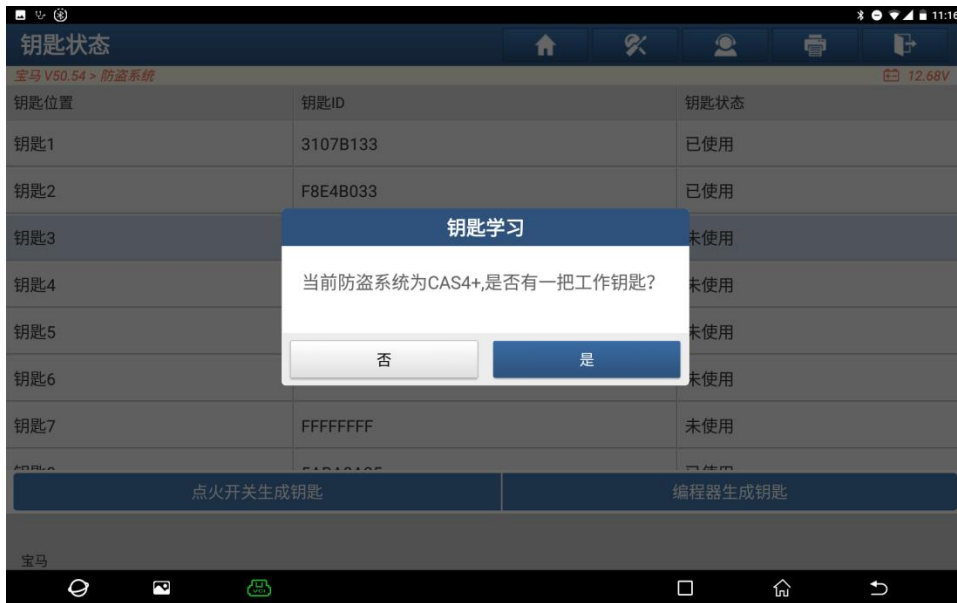 11:16
钥匙状态
宝马 V50.54 > 防盗系统
12.68V
钥匙位置 钥匙ID 钥匙状态
钥匙1 3107B133 已使用
钥匙2 F8E4B033 已使用
钥匙学习
钥匙3 未使用
当前防盗系统为CAS4+,是否有一把工作钥匙?
钥匙4 未使用
钥匙5 未使用
否 是
钥匙6 未使用
钥匙7 FFFFFFFF 未使用
点火开关生成钥匙 编程器生成钥匙
宝马
VCI